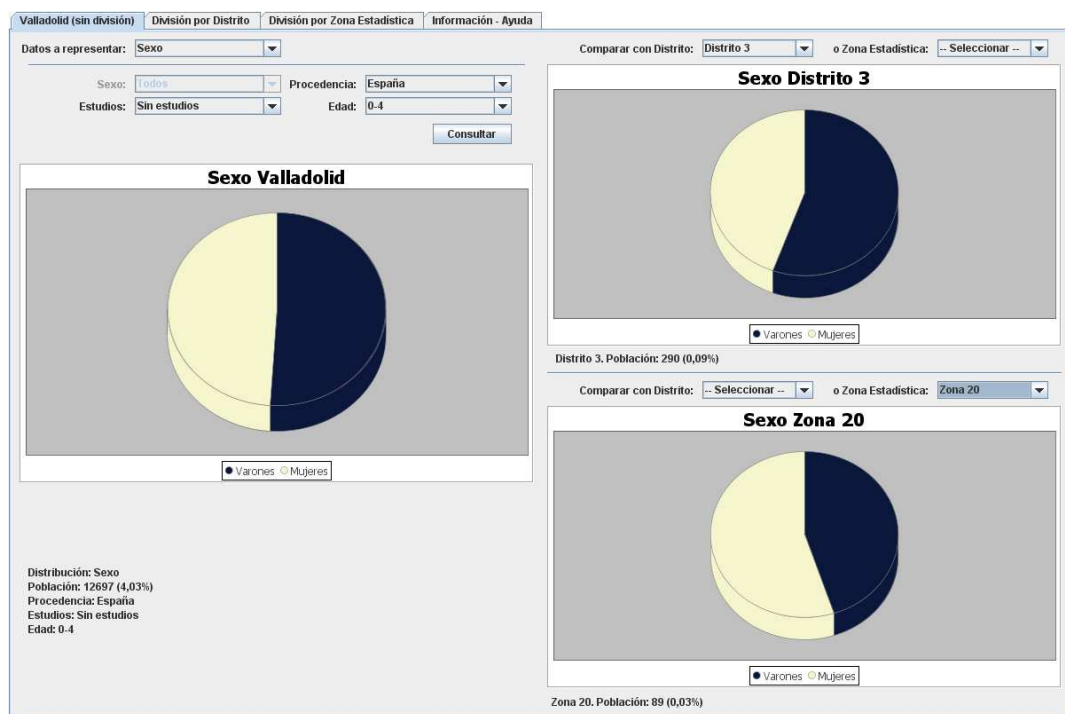 Valladolid (sin división) División por Distrito División por Zona Estadística Información - Ayuda
Datos a representar: Sexo
Sexo: Todos Procedencia: España
Estudios: Sin estudios Edad: 0-4
Consultar
Sexo Valladolid
Varones Mujeres
Distribución: Sexo
Población: 12697 (4,03%)
Procedencia: España
Estudios: Sin estudios
Edad: 0-4
Comparar con Distrito: Distrito 3 o Zona Estadística: -- Seleccionar --
Sexo Distrito 3
Varones Mujeres
Distrito 3. Población: 290 (0,09%)
Comparar con Distrito: -- Seleccionar -- o Zona Estadística: Zona 20
Sexo Zona 20
Varones Mujeres
Zona 20. Población: 89 (0,03%)